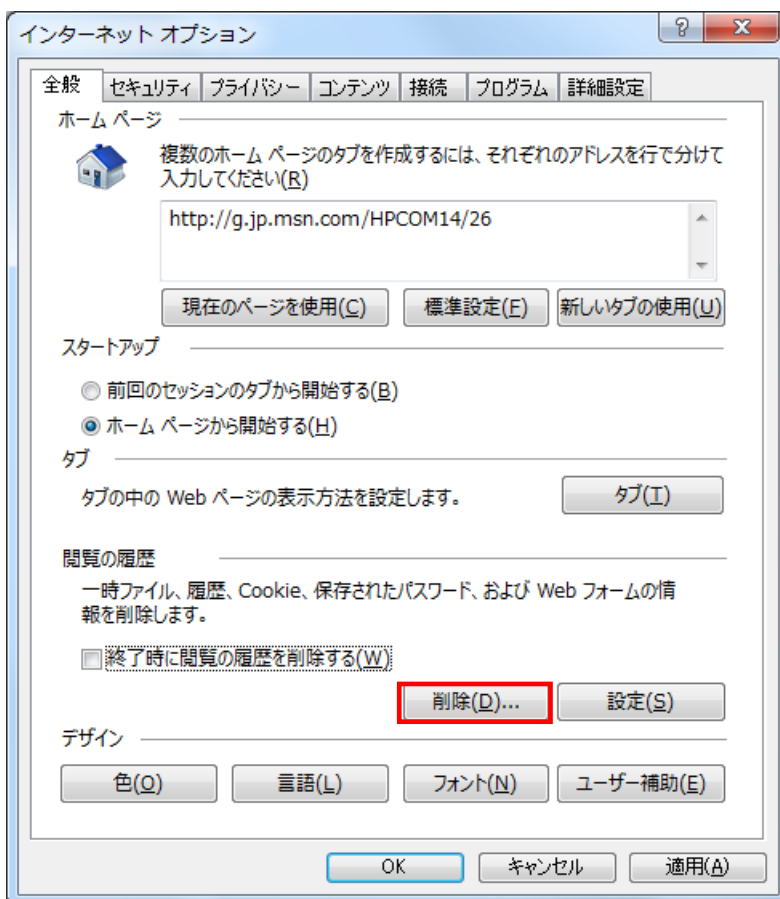 インターネット オプション
全般 セキュリティ プライバシー コンテンツ 接続 プログラム 詳細設定
ホーム ページ
複数のホーム ページのタブを作成するには、それぞれのアドレスを行で分けて
入力してください(R)
http://g.jp.msn.com/HPCOM14/26
現在のページを使用(C) 標準設定(F) 新しいタブの使用(U)
スタートアップ
前回のセッションのタブから開始する(B)
ホーム ページから開始する(H)
タブ
タブの中の Web ページの表示方法を設定します。 タブ(T)
閲覧の履歴
一時ファイル、履歴、Cookie、保存されたパスワード、および Web フォームの情
報を削除します。
終了時に閲覧の履歴を削除する(W)
削除(D)... 設定(S)
デザイン
色(O) 言語(L) フォント(N) ユーザー補助(E)
OK キャンセル 適用(A)